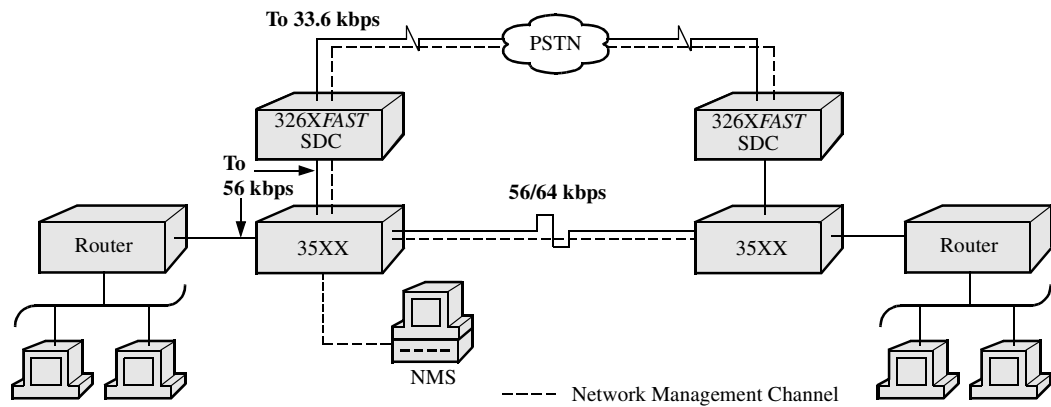 To 33.6 kbps
PSTN
326XFAST
SDC
326XFAST
SDC
To
56 kbps
56/64 kbps
Router
35XX
35XX
Router
NMS
Network Management Channel